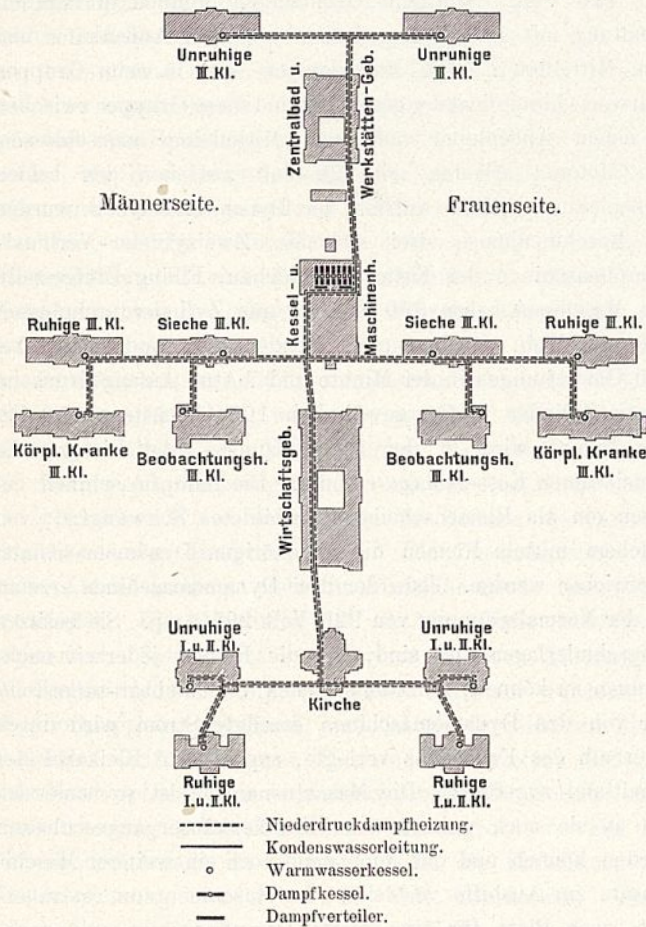 Unruhige
III. Kl.
Unruhige
III. Kl.
Zentralbad
Werkstätten-Geb.
Männerseite.
Frauenseite.
Kessel- u.
Maschinenh.
Ruhige III. Kl.
Sieche III. Kl.
Sieche III. Kl.
Ruhige III. Kl.
Körpl. Kranke
III. Kl.
Beobachtungsh.
III. Kl.
Wirtschaftsgeb.
Beobachtungsh.
III. Kl.
Körpl. Kranke
III. Kl.
Unruhige
I. u. II. Kl.
Unruhige
I. u. II. Kl.
Kirche
Ruhige
I. u. II. Kl.
Ruhige
I. u. II. Kl.
Niederdruckdampfheizung.
Kondenswasserleitung.
Warmwasserkessel.
Dampfkessel.
Dampfverteiler.